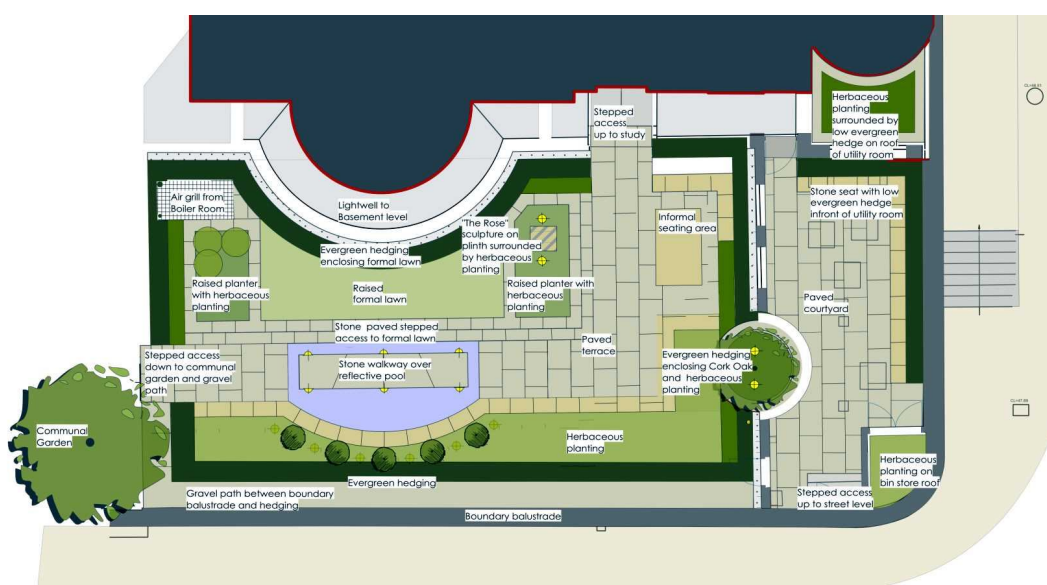 Stepped
access
up to study
Herbaceous
planting
surrounded by
low evergreen
hedge on roof
of utility room
Air grill from
Boiler Room
Lightwell to
Basement level
"The Rose"
sculpture on
plinth surrounded
by herbaceous
planting
Informal
seating area
Stone seat with low
evergreen hedge
infront of utility room
Evergreen hedging
enclosing formal lawn
Raised planter
with herbaceous
planting
Raised
formal lawn
Raised planter with
herbaceous
planting
Paved
courtyard
Stone paved stepped
access to formal lawn
Paved
terrace
Stepped access
down to communal
garden and gravel
path
Stone walkway over
reflective pool
Evergreen hedging
enclosing Cork Oak
and herbaceous
planting
Communal
Garden
Herbaceous
planting
Herbaceous
planting on
bin store roof
Evergreen hedging
Gravel path between boundary
balustrade and hedging
Stepped access
up to street level
Boundary balustrade